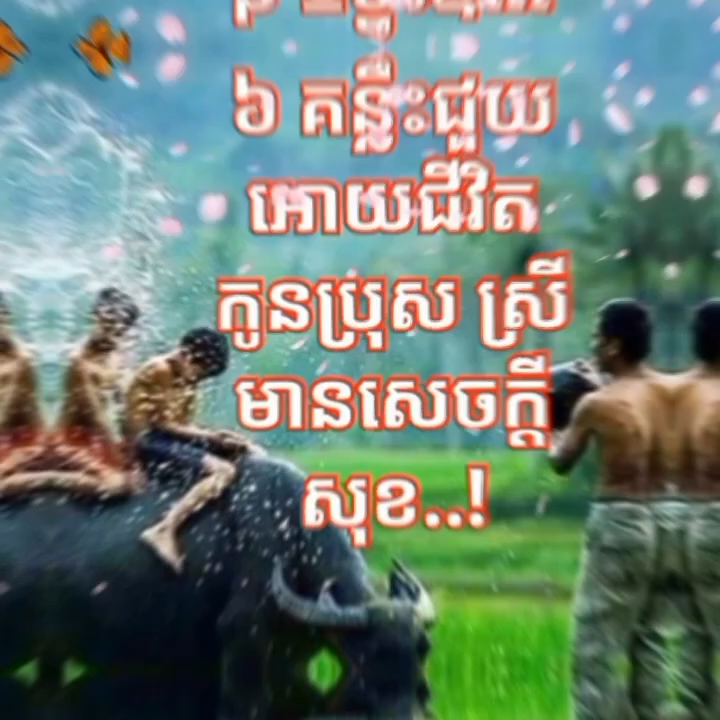 ៦ គន្លឹះជួយ
អោយជីវិត
កូនប្រុស ស្រី
មានសេចក្ដី
សុខ..!